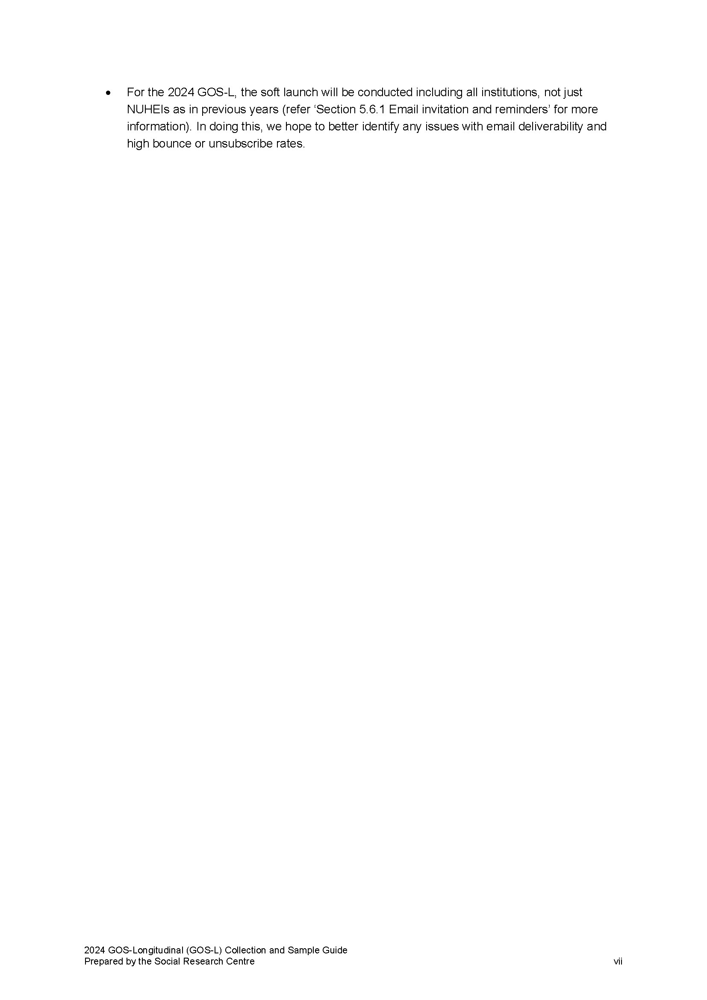 • For the 2024 GOS-L, the soft launch will be conducted including all institutions, not just
NUHEIs as in previous years (refer ‘Section 5.6.1 Email invitation and reminders’ for more
information). In doing this, we hope to better identify any issues with email deliverability and
high bounce or unsubscribe rates.
2024 GOS-Longitudinal (GOS-L) Collection and Sample Guide
Prepared by the Social Research Centre vii